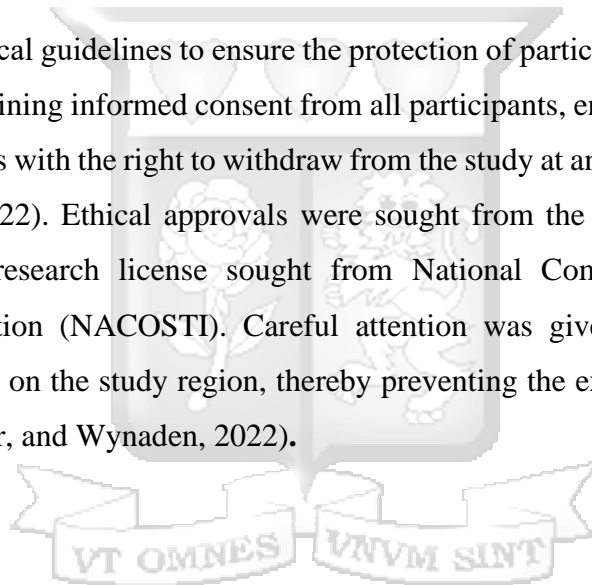 cal guidelines to ensure the protection of partic
ining informed consent from all participants, en
s with the right to withdraw from the study at an
22). Ethical approvals were sought from the
research license sought from National Con
tion (NACOSTI). Careful attention was give
on the study region, thereby preventing the e
r, and Wynaden, 2022).
VT OMNES VNVM SINT